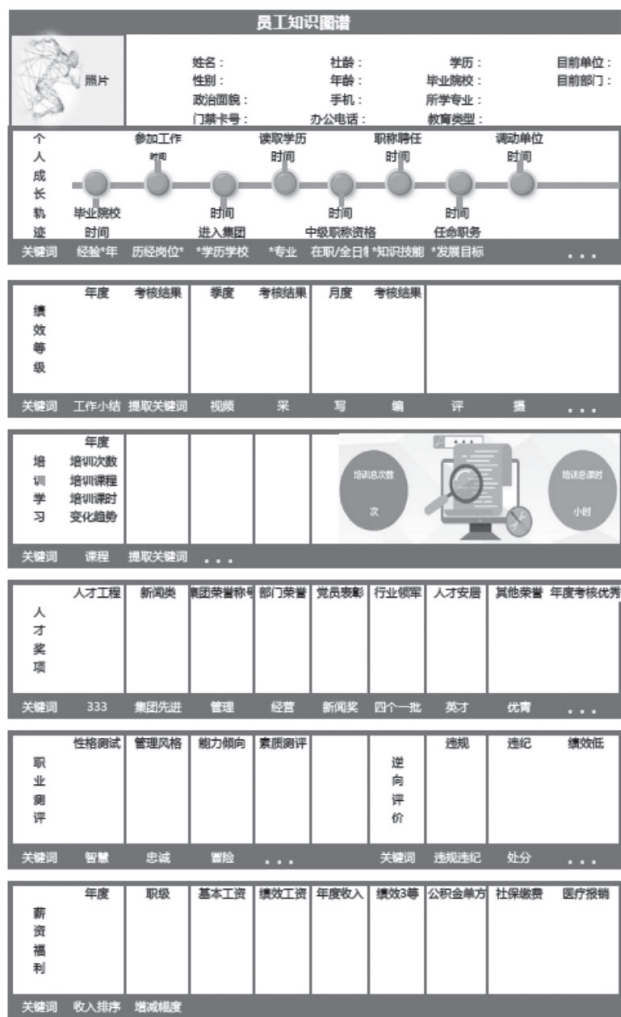 员工知识图谱
照片
姓名： 社龄： 学历： 目前单位：
性别： 年龄： 毕业院校： 目前部门：
政治面貌： 手机： 所学专业：
门禁卡号： 办公电话： 教育类型：
个人成长轨迹
参加工作 读取学历 职称聘任 调动单位
时间 时间 时间 时间
毕业院校 时间 时间 时间
时间 进入集团 中级职称资格 任命职务
关键词 经验*年 历经岗位* *学历学校 *专业 在职/全日制 *知识技能 *发展目标 ...
绩效等级
年度 考核结果 季度 考核结果 月度 考核结果
关键词 工作小结 提取关键词 视频 采 写 编 评 摄 ...
培训学习
年度
培训次数
培训课程
培训课时
变化趋势
培训总次数 培训总课时
次 小时
关键词 课程 提取关键词 ...
人才奖项
人才工程 新闻类 集团荣誉称号 部门荣誉 党员表彰 行业领军 人才安居 其他荣誉 年度考核优秀
关键词 333 集团先进 管理 经营 新闻奖 四个一批 英才 优青 ...
职业测评
性格测试 管理风格 能力倾向 素质测评
逆向评价
违规 违纪 绩效低
关键词 智慧 忠诚 冒险 ... 关键词 违规违纪 处分 ...
薪资福利
年度 职级 基本工资 绩效工资 年度收入 绩效3等 公积金单方 社保缴费 医疗报销
关键词 收入排序 增减幅度